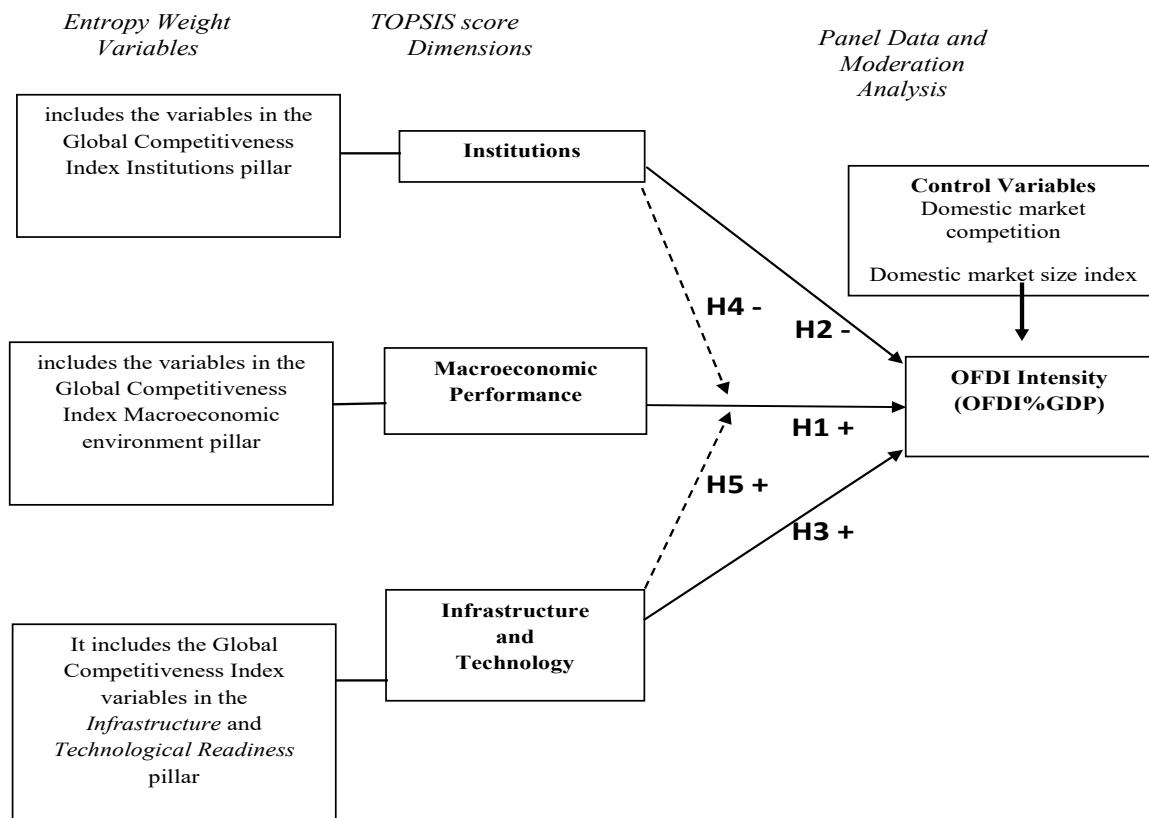 Entropy Weight
Variables
TOPSIS score
Dimensions
Panel Data and
Moderation
Analysis
includes the variables in the
Global Competitiveness
Index Institutions pillar
Institutions
Control Variables
Domestic market
competition
Domestic market size index
H4 -
H2 -
includes the variables in the
Global Competitiveness
Index Macroeconomic
environment pillar
Macroeconomic
Performance
OFDI Intensity
(OFDI%GDP)
H1 +
H5 +
H3 +
It includes the Global
Competitiveness Index
variables in the
Infrastructure and
Technological Readiness
pillar
Infrastructure
and
Technology